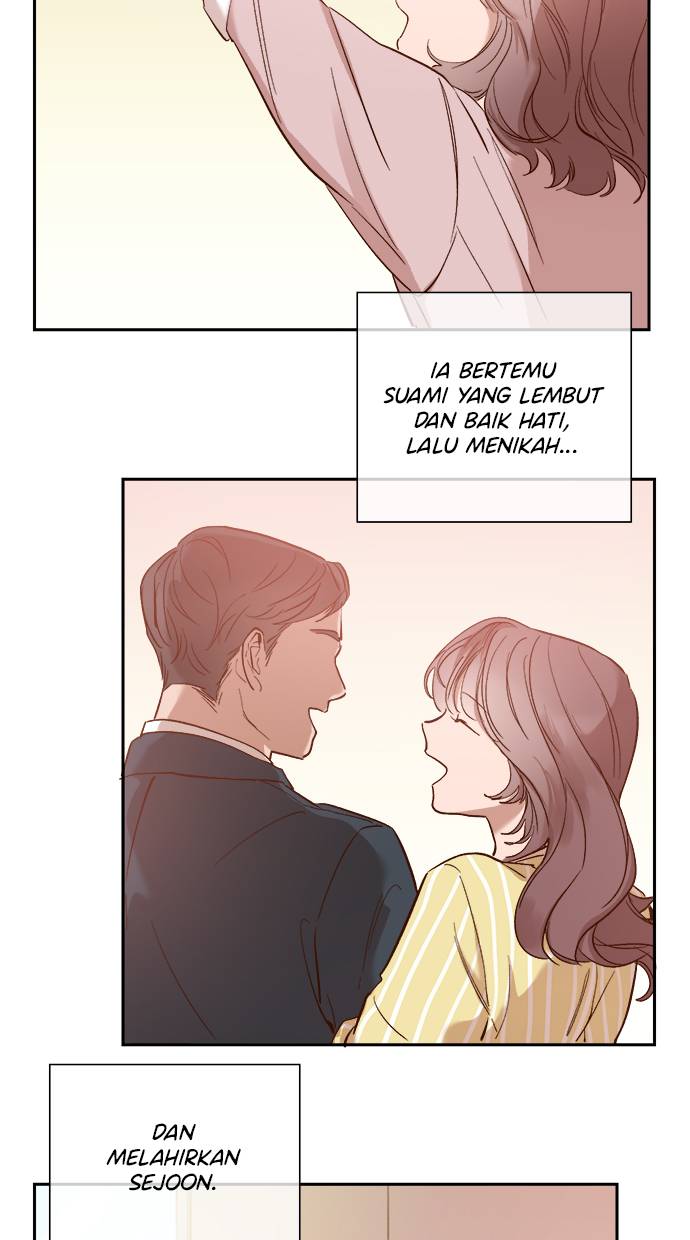 IA BERTEMU
SUAMI YANG LEMBUT
DAN BAIK HATI,
LALU MENIKAH...
DAN
MELAHIRKAN
SEJOON.